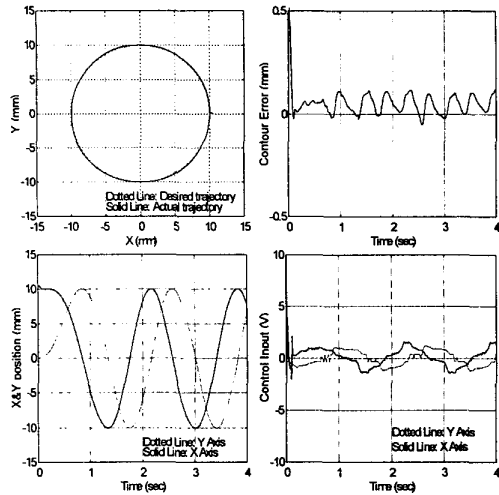 15
10
5
0
-5
-10
-15
-15 -10 -5 0 5 10 15
Y (mm)
X (mm)
Dotted Line: Desired trajectory
Solid Line: Actual trajectory
0.5
0
-0.5
0 1 2 3 4
Contour Error (mm)
Time (sec)
15
10
5
0
-5
-10
-15
0 1 2 3 4
X&Y position (mm)
Time (sec)
Dotted Line: Y Axis
Solid Line: X Axis
10
5
0
-5
-10
0 1 2 3 4
Control Input (V)
Time (sec)
Dotted Line: Y Axis
Solid Line: X Axis